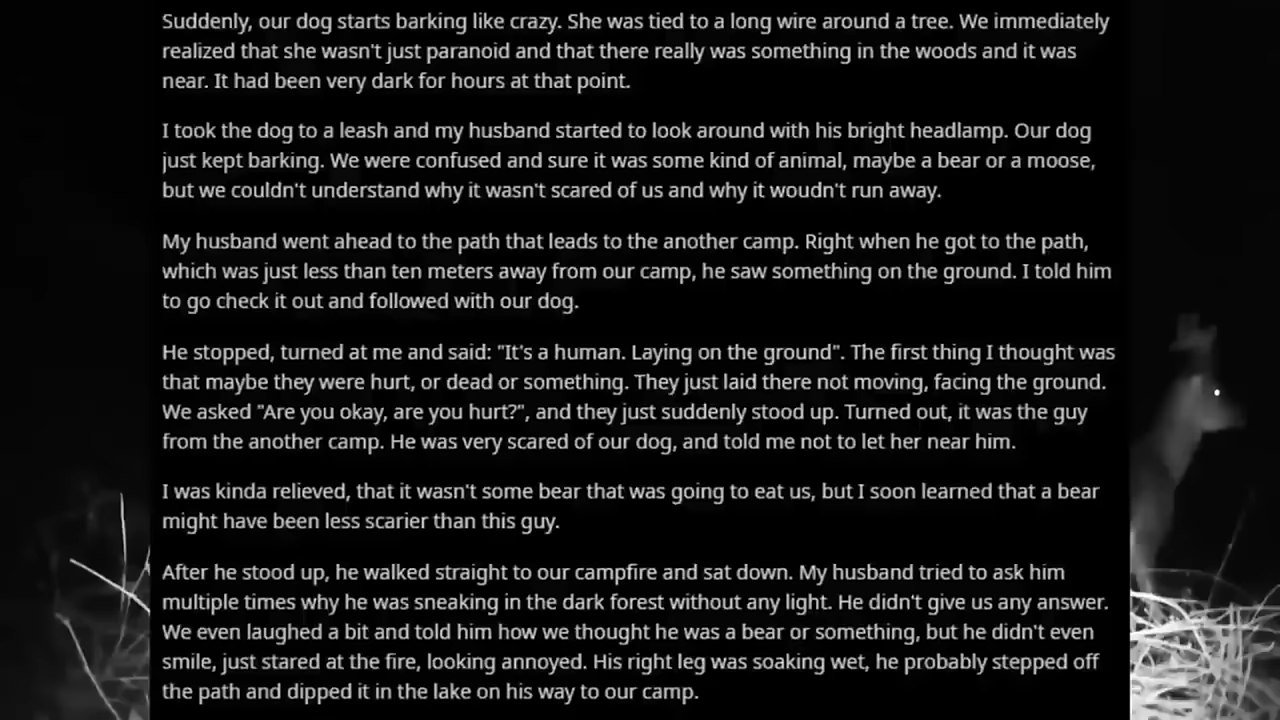 Suddenly, our dog starts barking like crazy. She was tied to a long wire around a tree. We immediately
realized that she wasn't just paranoid and that there really was something in the woods and it was
near. It had been very dark for hours at that point.
I took the dog to a leash and my husband started to look around with his bright headlamp. Our dog
just kept barking. We were confused and sure it was some kind of animal, maybe a bear or a moose,
but we couldn't understand why it wasn't scared of us and why it woudn't run away.
My husband went ahead to the path that leads to the another camp. Right when he got to the path,
which was just less than ten meters away from our camp, he saw something on the ground. I told him
to go check it out and followed with our dog.
He stopped, turned at me and said: "It's a human. Laying on the ground". The first thing I thought was
that maybe they were hurt, or dead or something. They just laid there not moving, facing the ground.
We asked "Are you okay, are you hurt?", and they just suddenly stood up. Turned out, it was the guy
from the another camp. He was very scared of our dog, and told me not to let her near him.
I was kinda relieved, that it wasn't some bear that was going to eat us, but I soon learned that a bear
might have been less scarier than this guy.
After he stood up, he walked straight to our campfire and sat down. My husband tried to ask him
multiple times why he was sneaking in the dark forest without any light. He didn't give us any answer.
We even laughed a bit and told him how we thought he was a bear or something, but he didn't even
smile, just stared at the fire, looking annoyed. His right leg was soaking wet, he probably stepped off
the path and dipped it in the lake on his way to our camp.